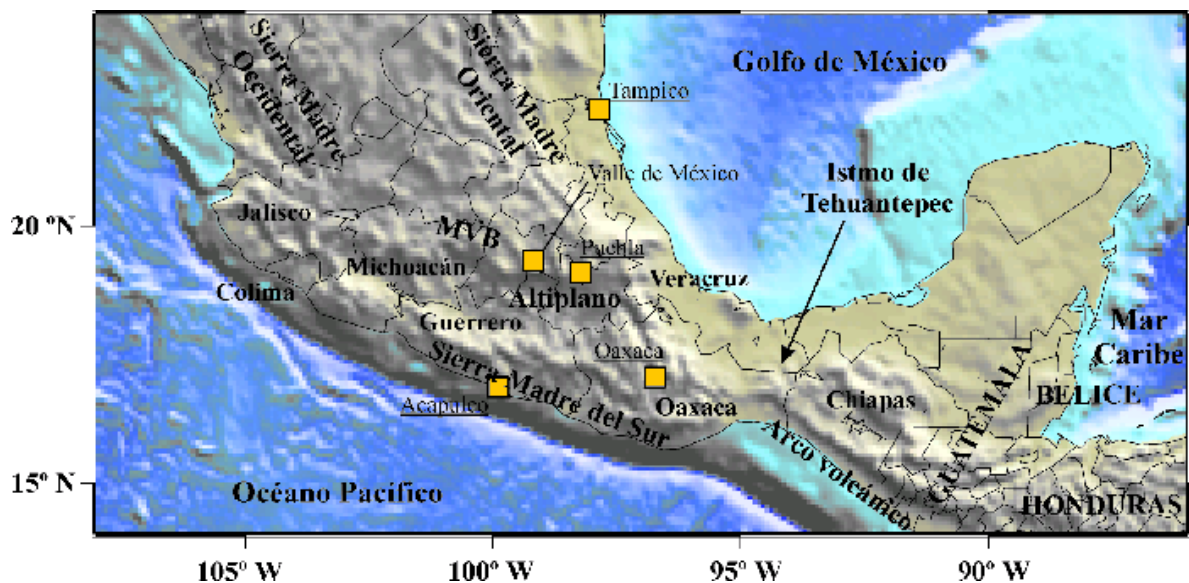 Sierra Madre
Occidental
Sierra Madre
Oriental
Golfo de México
Tampico
Valle de México
Istmo de
Tehuantepec
20º N
Jalisco
MVB
Puebla
Michoacán
Veracruz
Colima
Altiplano
Guerrero
Mar
Caribe
Oaxaca
Sierra Madre del Sur
Acapulco
Oaxaca
Chiapas
BELICE
GUATEMALA
Arco volcánico
15º N
Océano Pacífico
HONDURAS
105º W
100º W
95º W
90º W